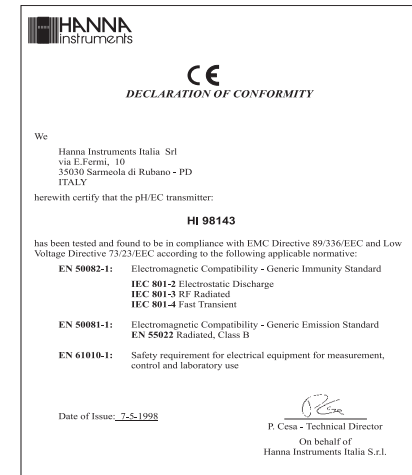 HANNA
instruments
CE
DECLARATION OF CONFORMITY
We
Hanna Instruments Italia Srl
via E.Fermi, 10
35030 Sarmeola di Rubano - PD
ITALY
herewith certify that the pH/EC transmitter:
HI 98143
has been tested and found to be in compliance with EMC Directive 89/336/EEC and Low
Voltage Directive 73/23/EEC according to the following applicable normative:
EN 50082-1: Electromagnetic Compatibility - Generic Immunity Standard
IEC 801-2 Electrostatic Discharge
IEC 801-3 RF Radiated
IEC 801-4 Fast Transient
EN 50081-1: Electromagnetic Compatibility - Generic Emission Standard
EN 55022 Radiated, Class B
EN 61010-1: Safety requirement for electrical equipment for measurement,
control and laboratory use
Date of Issue: 7-5-1998
P. Cesa - Technical Director
On behalf of
Hanna Instruments Italia S.r.l.